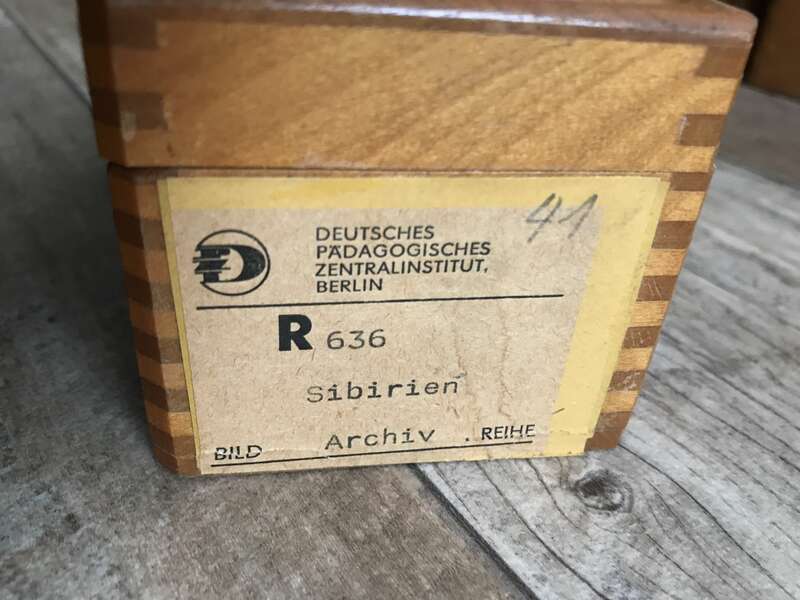 41
DEUTSCHES
PÄDAGOGISCHES
ZENTRALINSTITUT,
BERLIN
R 636
Sibirien
Archiv
BILD REIHE